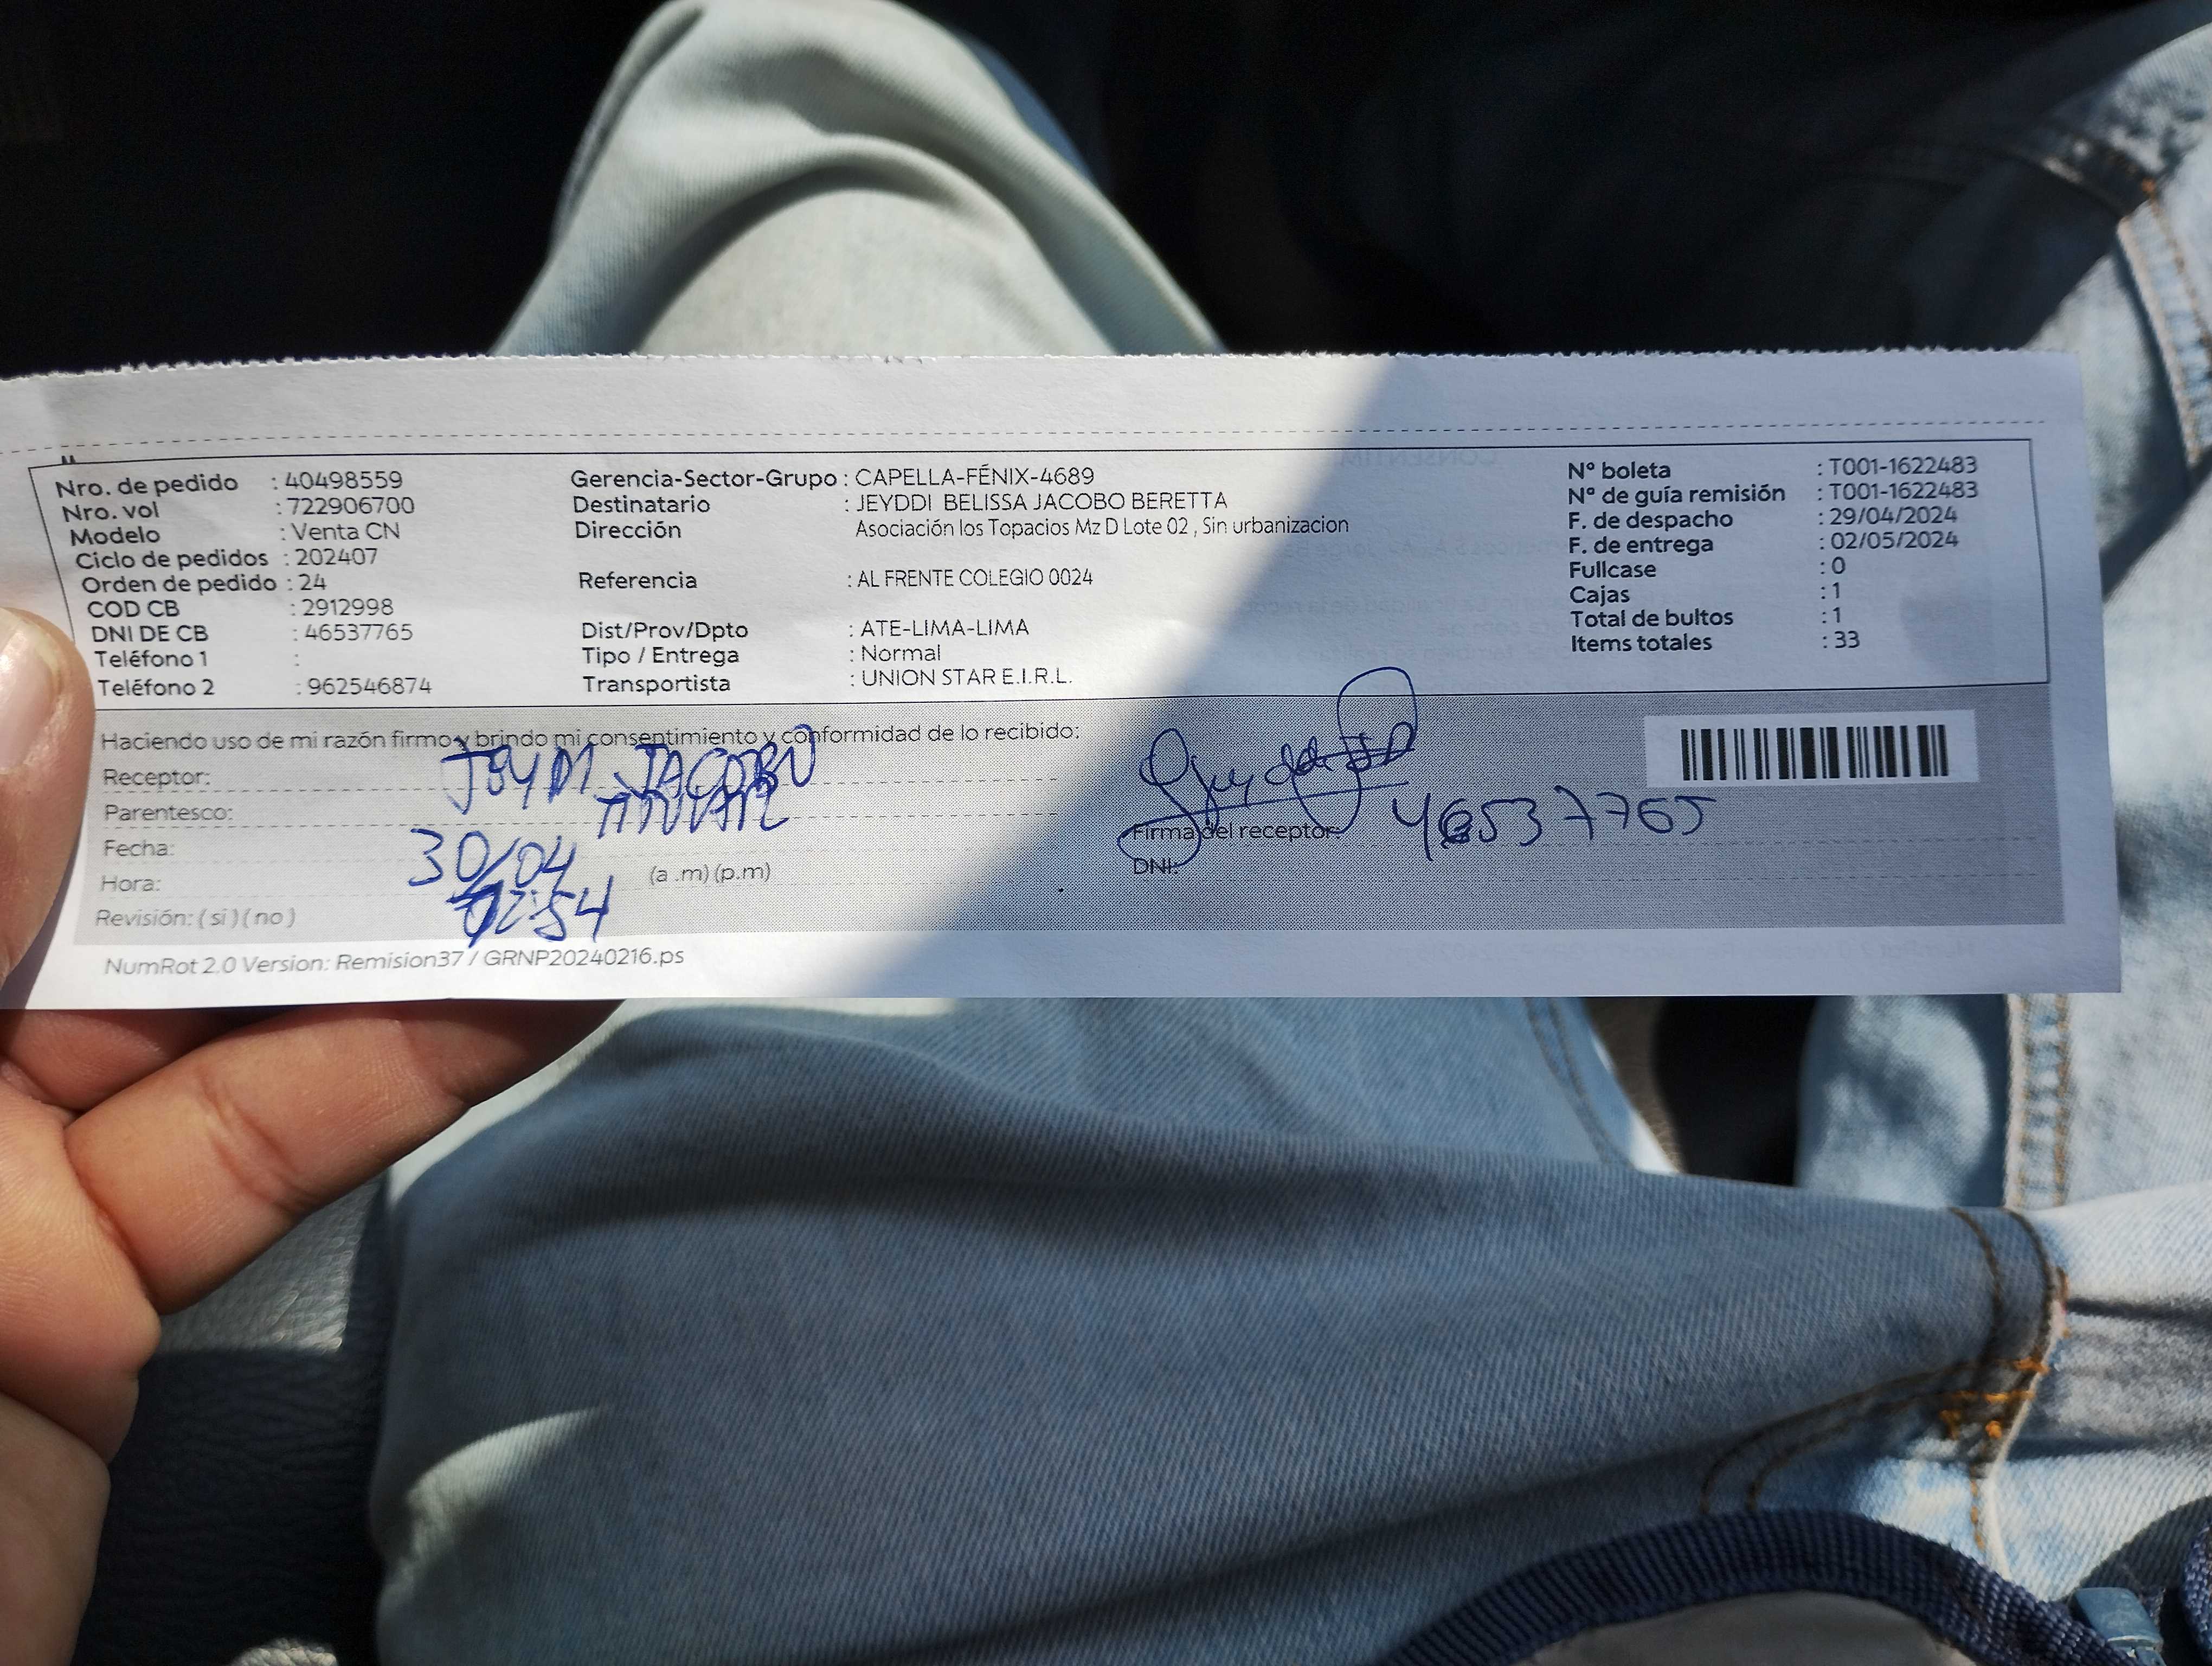 Nro. de pedido : 40498559
Nro. vol : 722906700
Modelo : Venta CN
Ciclo de pedidos : 202407
Orden de pedido : 24
COD CB : 2912998
DNI DE CB : 46537765
Teléfono 1 :
Teléfono 2 : 962546874
Gerencia-Sector-Grupo : CAPELLA-FÉNIX-4689
Destinatario : JEYDDI BELISSA JACOBO BERETTA
Dirección Asociación los Topacios Mz D Lote 02 , Sin urbanizacion
Referencia : AL FRENTE COLEGIO 0024
Dist/Prov/Dpto : ATE-LIMA-LIMA
Tipo / Entrega : Normal
Transportista : UNION STAR E.I.R.L.
Nº boleta : T001-1622483
Nº de guía remisión : T001-1622483
F. de despacho : 29/04/2024
F. de entrega : 02/05/2024
Fullcase : 0
Cajas : 1
Total de bultos : 1
Items totales : 33
Haciendo uso de mi razón firmo y brindo mi consentimiento y conformidad de lo recibido:
Receptor: JEYDI JACOBO
Parentesco:
Fecha: 30/04
Hora: 02:54 (a .m) (p.m)
Revisión: ( si ) ( no )
Firma del receptor:
DNI: 46537765
NumRot 2.0 Version: Remision37 / GRNP20240216.ps